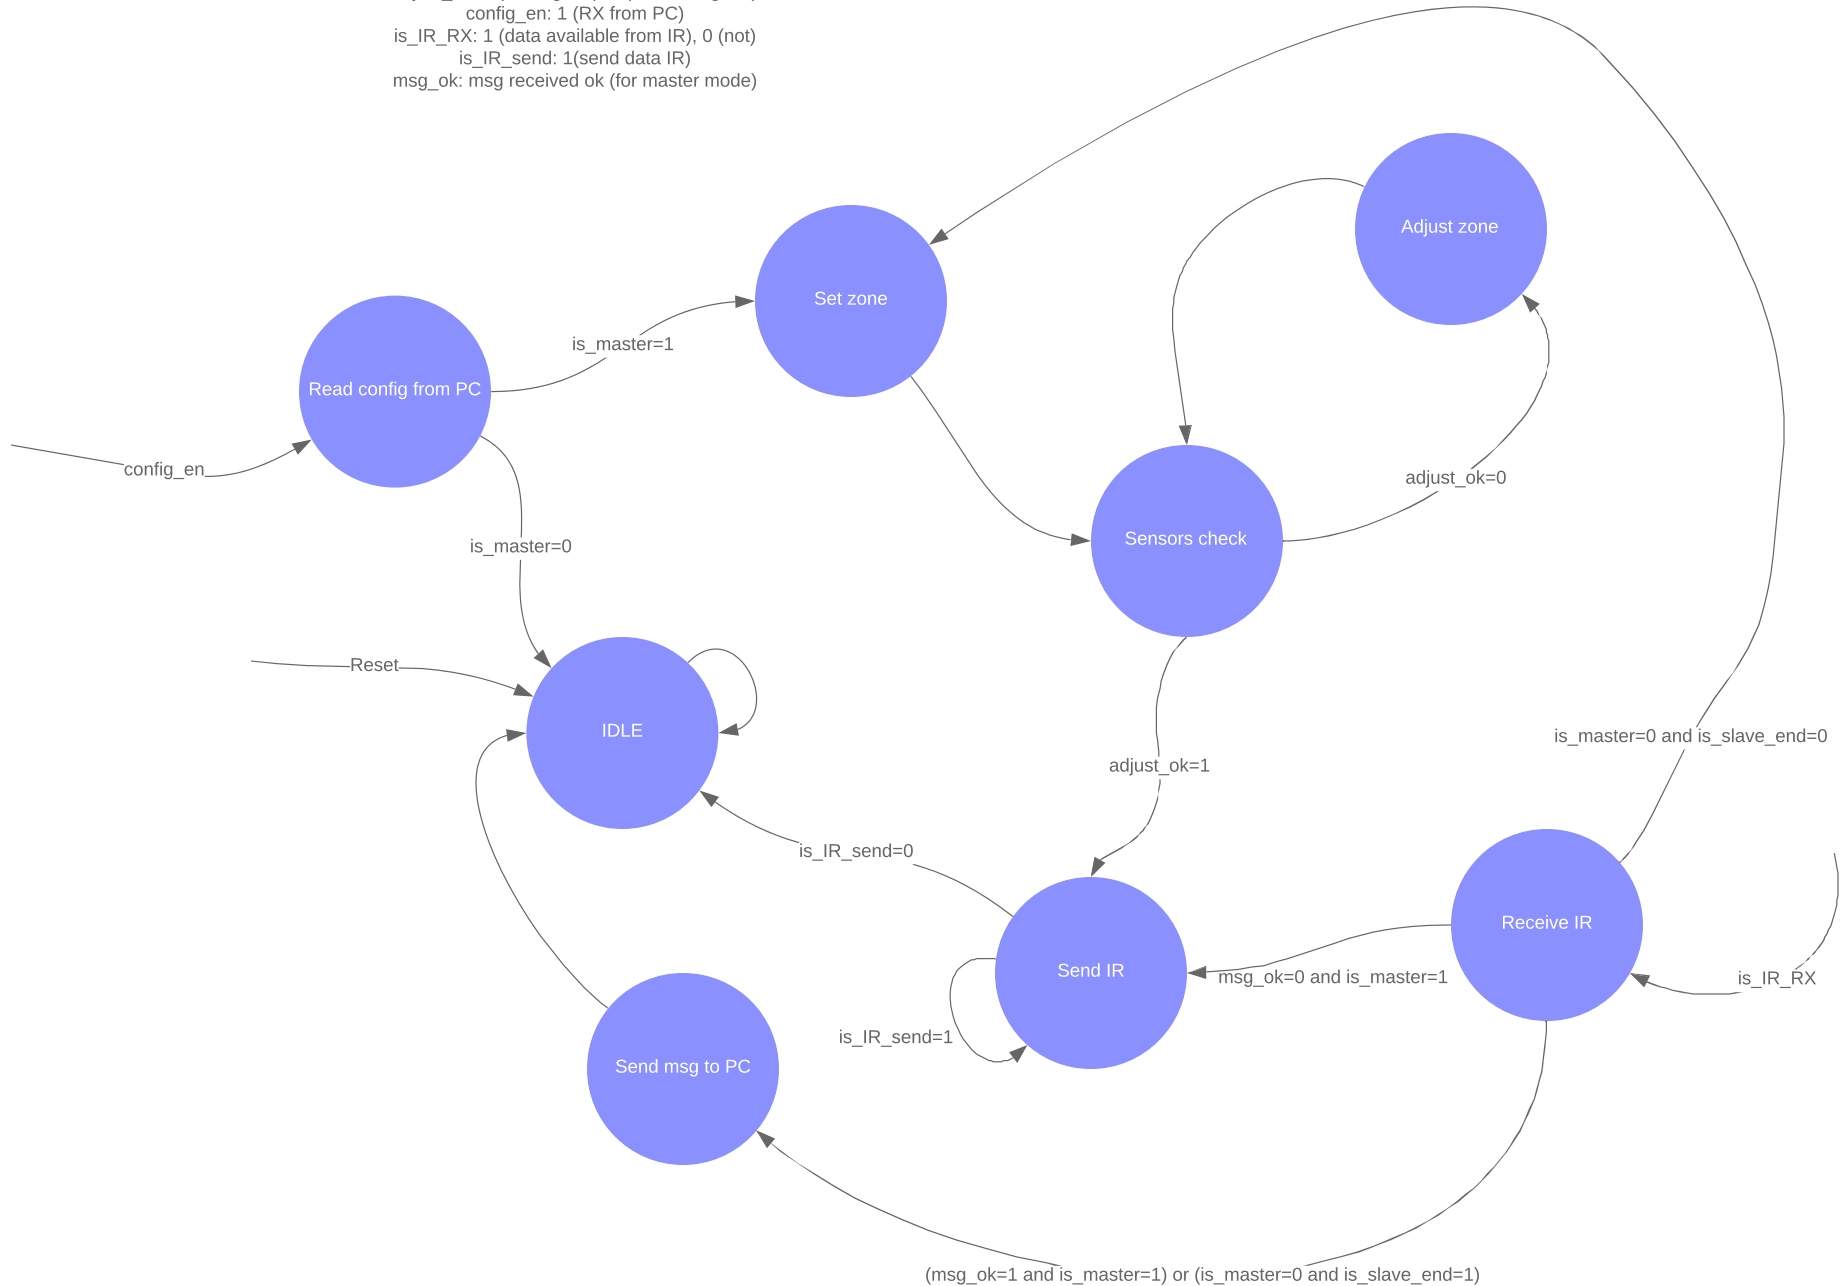 config_en: 1 (RX from PC)
is_IR_RX: 1 (data available from IR), 0 (not)
is_IR_send: 1(send data IR)
msg_ok: msg received ok (for master mode)
Adjust zone
Set zone
is_master=1
Read config from PC
config_en
adjust_ok=0
Sensors check
is_master=0
Reset
IDLE
is_master=0 and is_slave_end=0
adjust_ok=1
is_IR_send=0
Receive IR
Send IR
msg_ok=0 and is_master=1
is_IR_RX
is_IR_send=1
Send msg to PC
(msg_ok=1 and is_master=1) or (is_master=0 and is_slave_end=1)